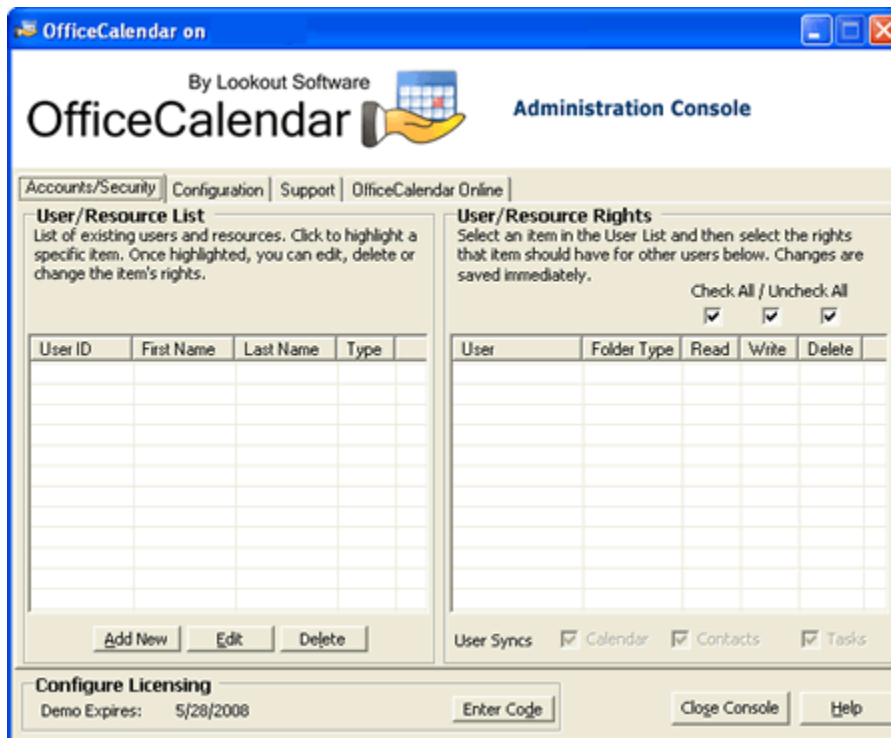 OfficeCalendar on
By Lookout Software
OfficeCalendar
Administration Console
Accounts/Security Configuration Support OfficeCalendar Online
User/Resource List
List of existing users and resources. Click to highlight a
specific item. Once highlighted, you can edit, delete or
change the item's rights.
User ID First Name Last Name Type
Add New Edit Delete
User/Resource Rights
Select an item in the User List and then select the rights
that item should have for other users below. Changes are
saved immediately.
Check All / Uncheck All
User Folder Type Read Write Delete
User Syncs Calendar Contacts Tasks
Configure Licensing
Demo Expires: 5/28/2008
Enter Code
Close Console Help